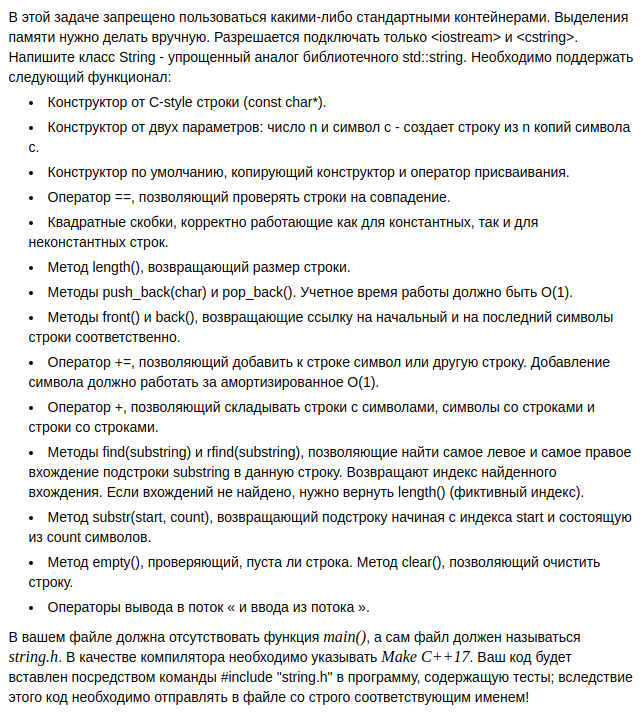 В этой задаче запрещено пользоваться какими-либо стандартными контейнерами. Выделения
памяти нужно делать вручную. Разрешается подключать только <iostream> и <cstring>.
Напишите класс String - упрощенный аналог библиотечного std::string. Необходимо поддержать
следующий функционал:
• Конструктор от C-style строки (const char*).
• Конструктор от двух параметров: число n и символ c - создает строку из n копий символа
c.
• Конструктор по умолчанию, копирующий конструктор и оператор присваивания.
• Оператор ==, позволяющий проверять строки на совпадение.
• Квадратные скобки, корректно работающие как для константных, так и для
неконстантных строк.
• Метод length(), возвращающий размер строки.
• Методы push_back(char) и pop_back(). Учетное время работы должно быть O(1).
• Методы front() и back(), возвращающие ссылку на начальный и на последний символы
строки соответственно.
• Оператор +=, позволяющий добавить к строке символ или другую строку. Добавление
символа должно работать за амортизированное O(1).
• Оператор +, позволяющий складывать строки с символами, символы со строками и
строки со строками.
• Методы find(substring) и rfind(substring), позволяющие найти самое левое и самое правое
вхождение подстроки substring в данную строку. Возвращают индекс найденного
вхождения. Если вхождений не найдено, нужно вернуть length() (фиктивный индекс).
• Метод substr(start, count), возвращающий подстроку начиная с индекса start и состоящую
из count символов.
• Метод empty(), проверяющий, пуста ли строка. Метод clear(), позволяющий очистить
строку.
• Операторы вывода в поток « и ввода из потока ».
В вашем файле должна отсутствовать функция main(), а сам файл должен называться
string.h. В качестве компилятора необходимо указывать Make C++17. Ваш код будет
вставлен посредством команды #include "string.h" в программу, содержащую тесты; вследствие
этого код необходимо отправлять в файле со строго соответствующим именем!